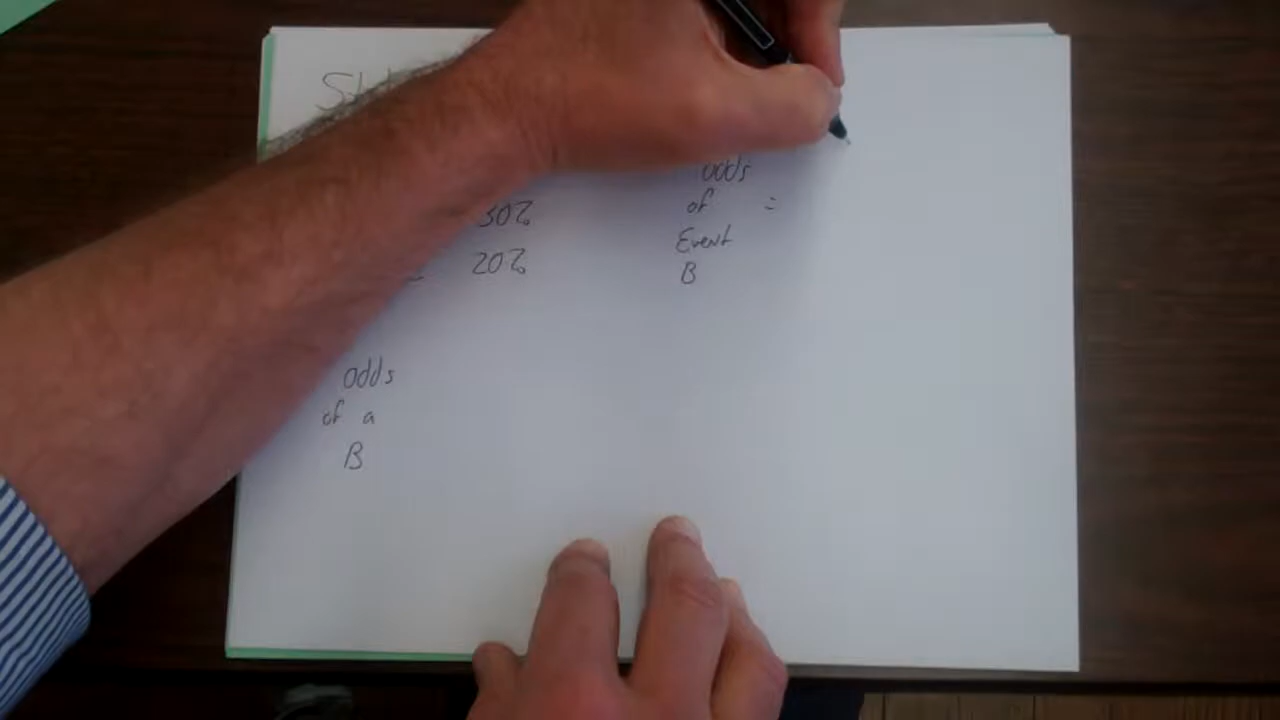 30%
20%
odds
of =
Event
B
odds
of a
B